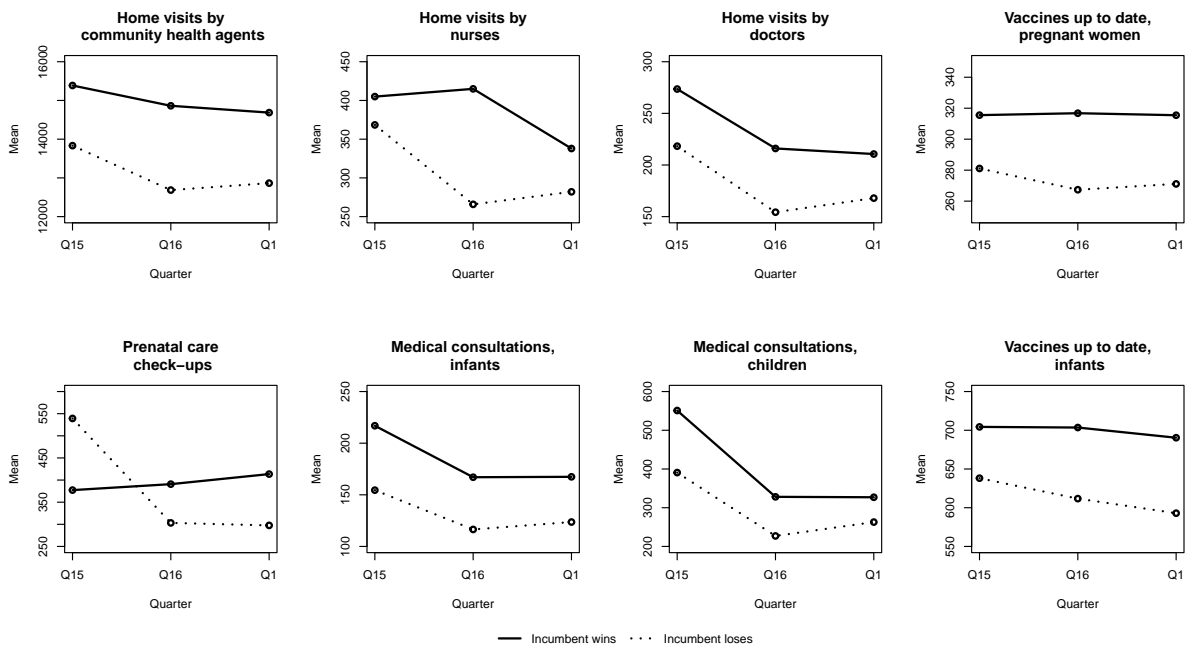 Home visits by
community health agents
Mean
12000
14000
16000
Q15
Q16
Q1
Quarter
Home visits by
nurses
Mean
250
300
350
400
450
Q15
Q16
Q1
Quarter
Home visits by
doctors
Mean
150
200
250
300
Q15
Q16
Q1
Quarter
Vaccines up to date,
pregnant women
Mean
260
280
300
320
340
Q15
Q16
Q1
Quarter
Prenatal care
check−ups
Mean
250
350
450
550
Q15
Q16
Q1
Quarter
Medical consultations,
infants
Mean
100
150
200
250
Q15
Q16
Q1
Quarter
Medical consultations,
children
Mean
200
300
400
500
600
Q15
Q16
Q1
Quarter
Vaccines up to date,
infants
Mean
550
600
650
700
750
Q15
Q16
Q1
Quarter
Incumbent wins
Incumbent loses